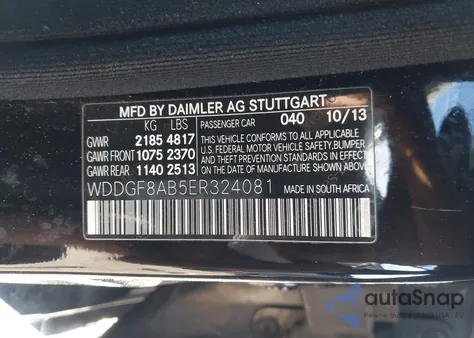 MFD BY DAIMLER AG STUTTGART
KG LBS PASSENGER CAR 040 10/13
GVWR 2185 4817
GAWR FRONT 1075 2370
GAWR REAR 1140 2513
THIS VEHICLE CONFORMS TO ALL APPLICABLE
U.S. FEDERAL MOTOR VEHICLE SAFETY, BUMPER,
AND THEFT PREVENTION STANDARDS IN EFFECT
ON THE DATE OF MANUFACTURE SHOWN ABOVE.
WDDGF8AB5ER324081 MADE IN SOUTH AFRICA
autoSnap